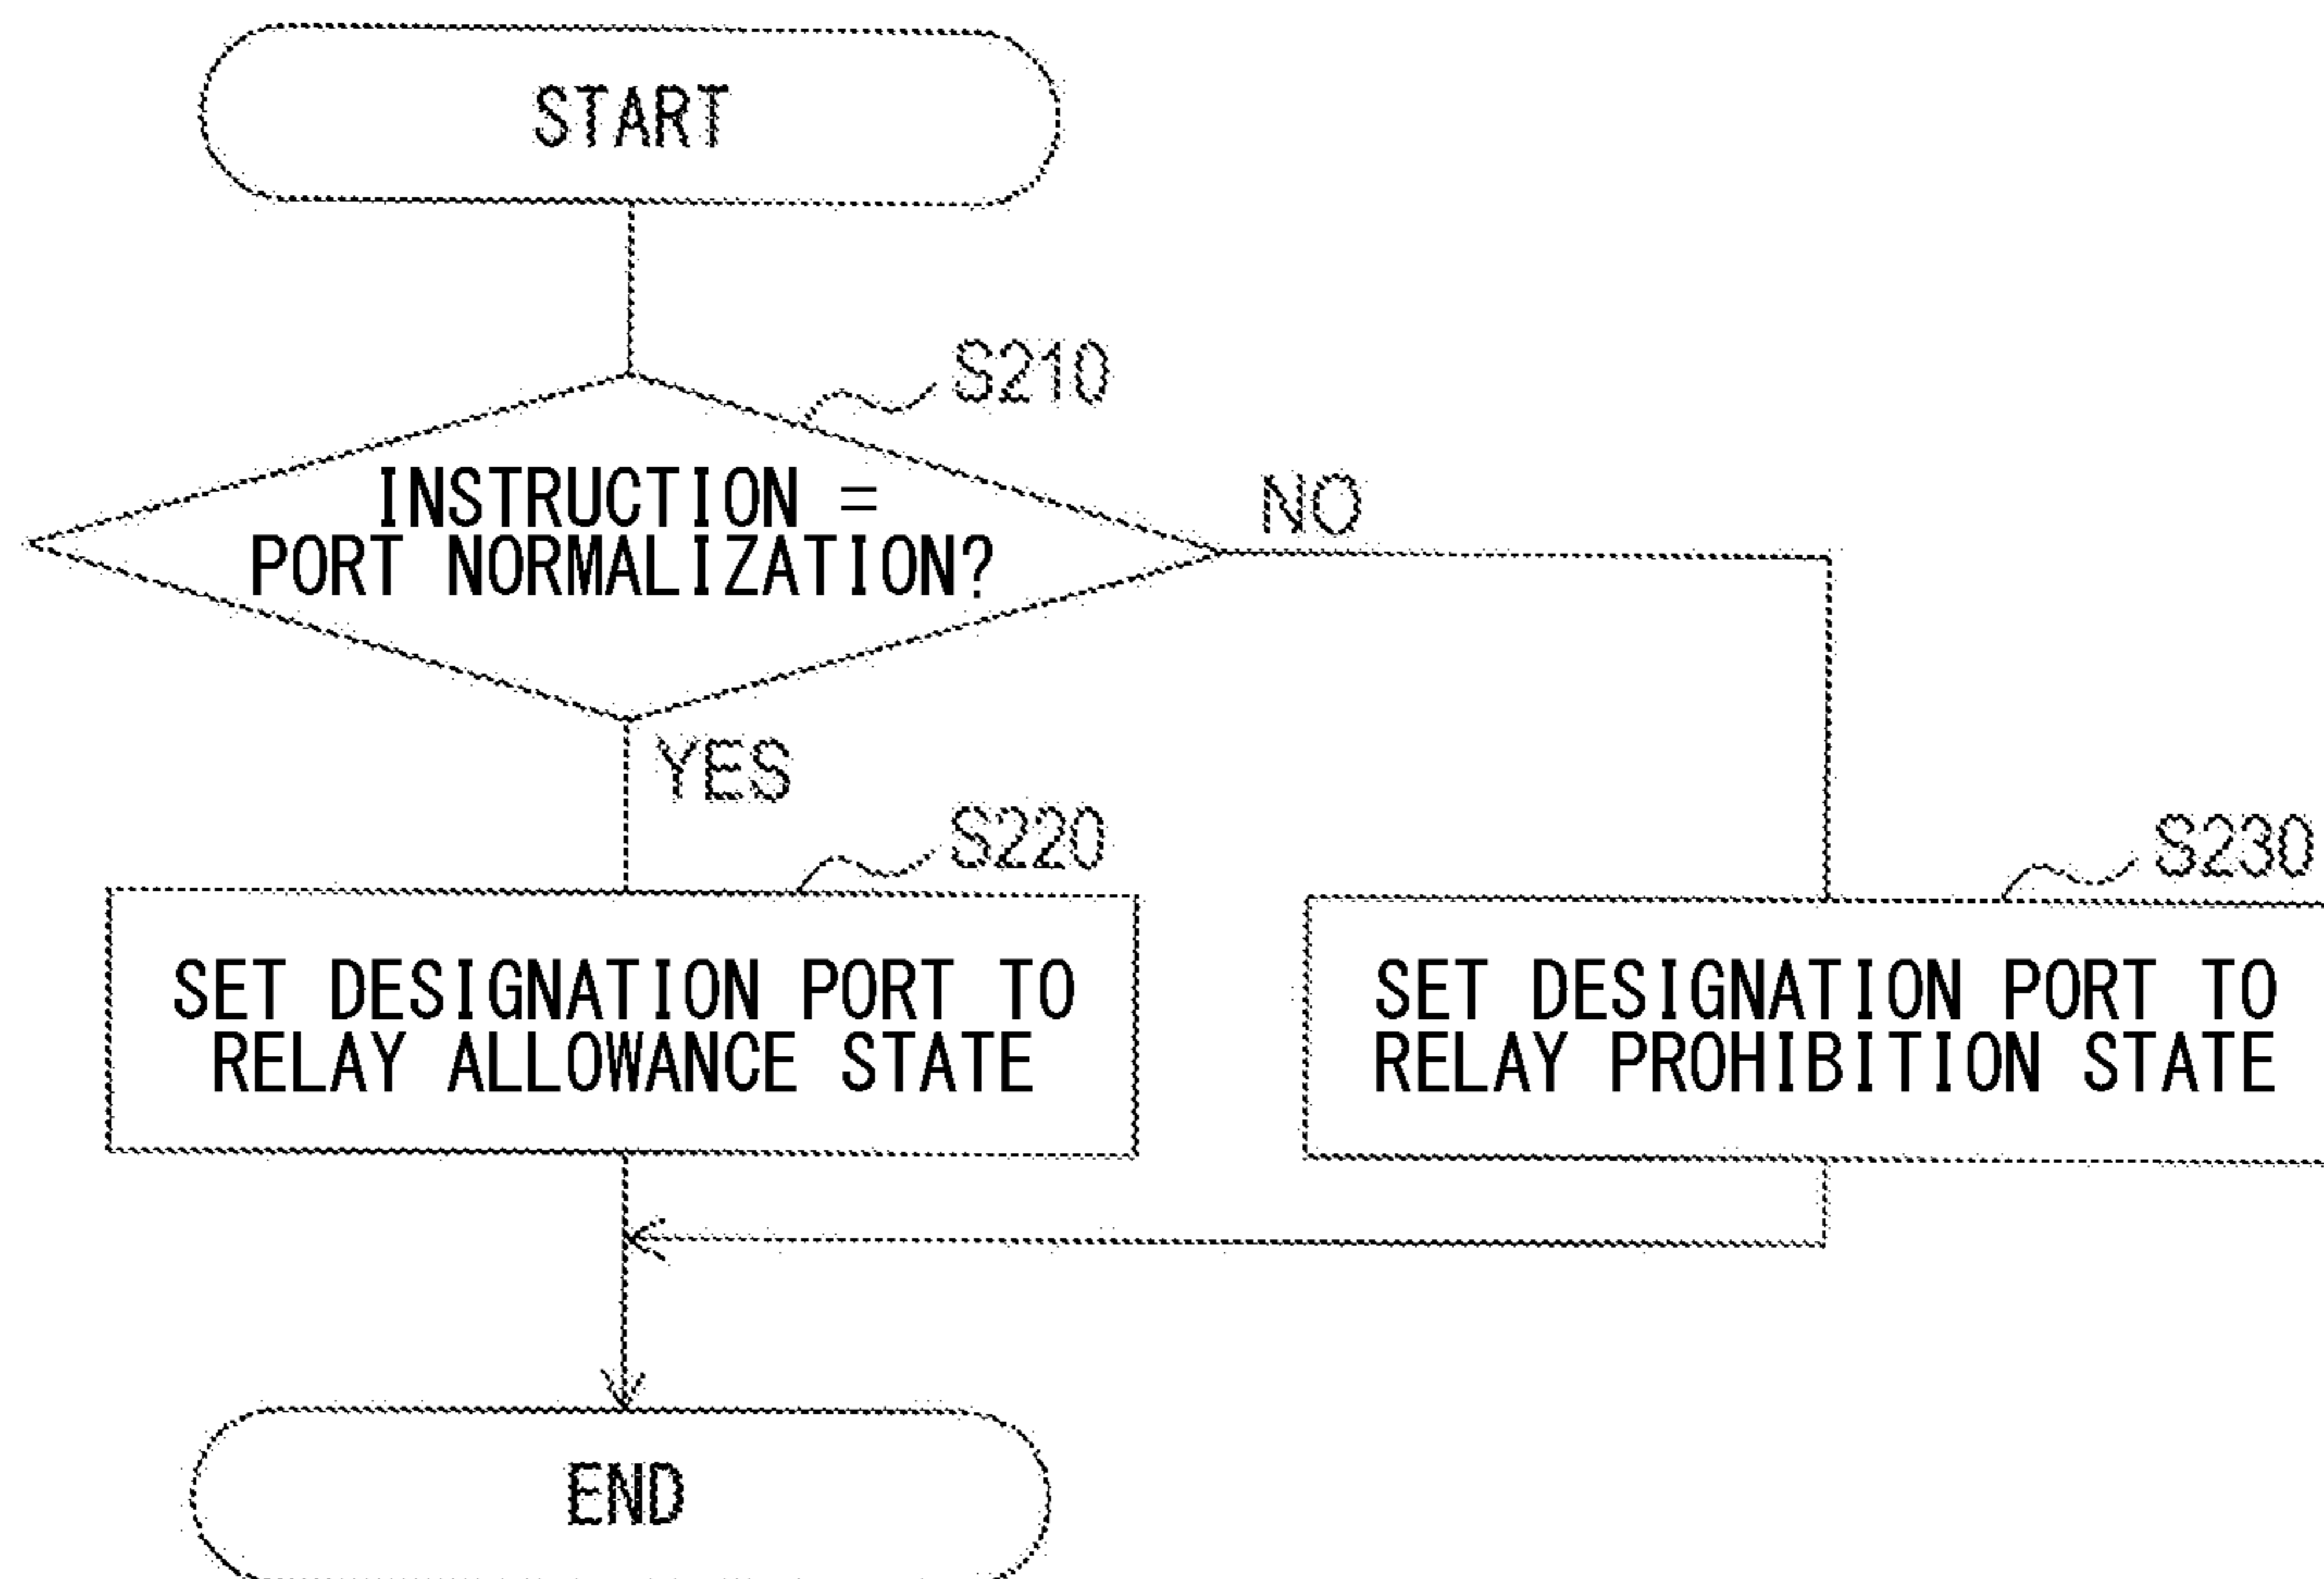 START
S210
INSTRUCTION =
PORT NORMALIZATION?
NO
YES
S220
SET DESIGNATION PORT TO
RELAY ALLOWANCE STATE
S230
SET DESIGNATION PORT TO
RELAY PROHIBITION STATE
END